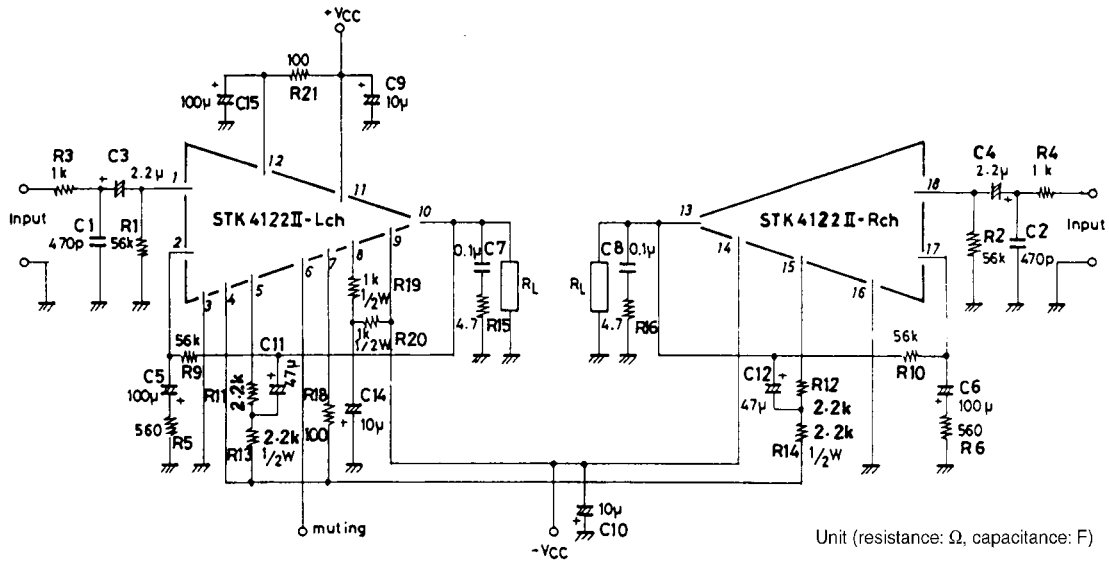 +VCC
100
R21
100μ
C15
C9
10μ
R3
1k
C3
2.2μ
1
12
11
C1
470p
R1
56k
Input
2
STK4122II-Lch
10
9
8
7
6
5
4
3
0.1μ
C7
4.7
R15
RL
R19
1k
1/2W
R20
1k
1/2W
56k
R9
C5
100μ
560
R5
R11
2.2k
C11
47μ
R13
2.2k
1/2W
R18
100
C14
10μ
muting
-VCC
10μ
C10
13
STK4122II-Rch
14
15
16
17
18
C8
0.1μ
RL
4.7
R16
C4
2.2μ
R4
1k
R2
56k
C2
470p
Input
56k
R10
C12
47μ
R12
2.2k
2.2k
R14
1/2W
C6
100μ
560
R6
Unit (resistance: Ω, capacitance: F)